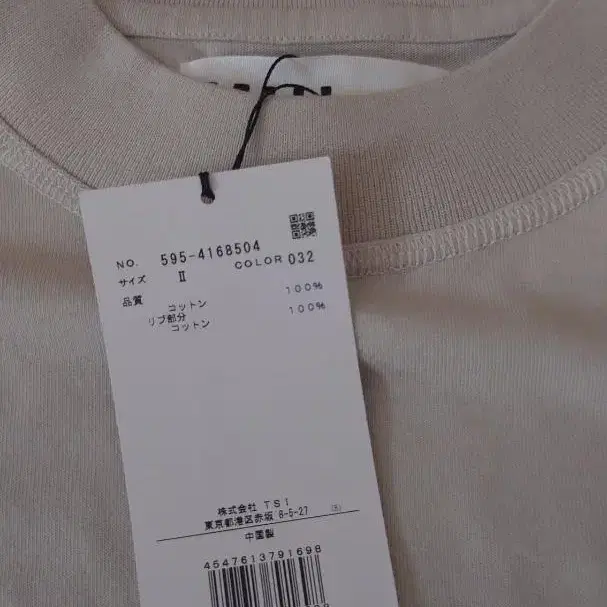 NO. 595-4168504
サイズ Ⅱ COLOR 032
品質 コットン 100%
リブ部分
コットン 100%
株式会社 TSI
東京都港区赤坂 8-5-27
中国製
4547613791698